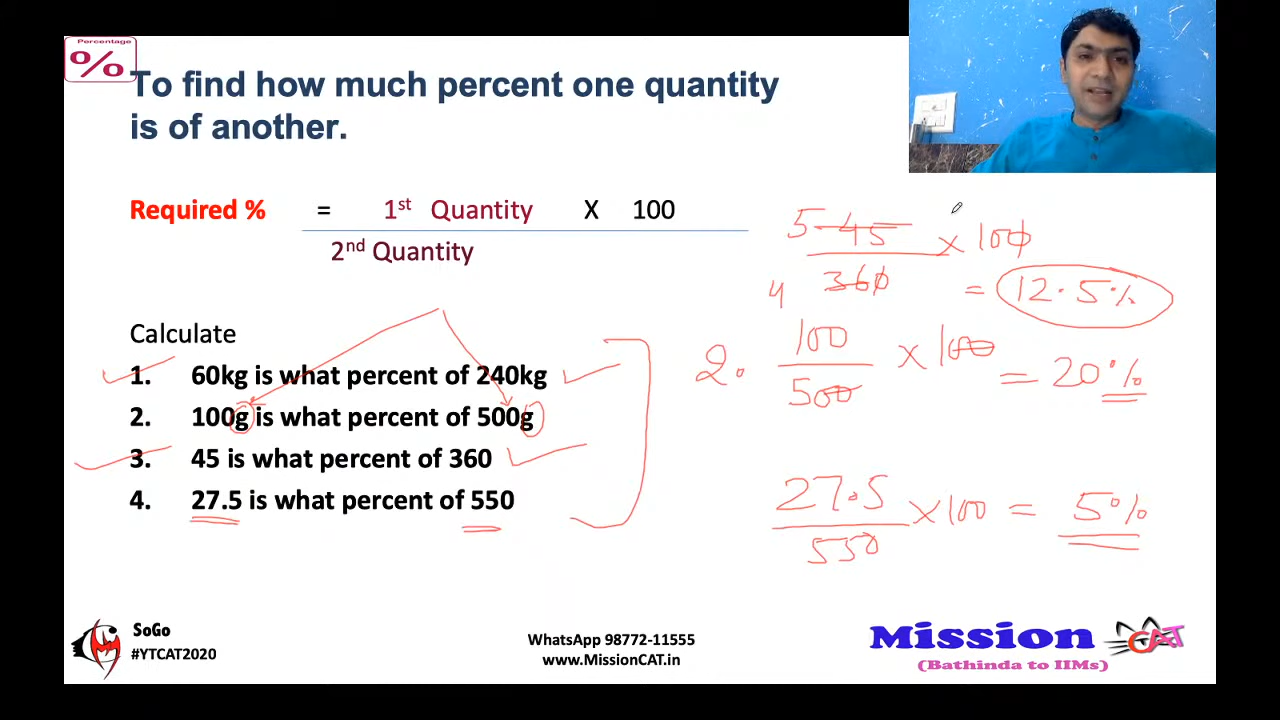 Percentage
%
To find how much percent one quantity
is of another.
Required % = 1st Quantity X 100
2nd Quantity
5 45 x 100
4 360 = 12.5%
Calculate
1. 60kg is what percent of 240kg
2. 100g is what percent of 500g
3. 45 is what percent of 360
4. 27.5 is what percent of 550
2. 100 x 100
500 = 20%
27.5 x 100 = 5%
550
SoGo
#YTCAT2020
WhatsApp 98772-11555
www.MissionCAT.in
Mission CAT
(Bathinda to IIMs)